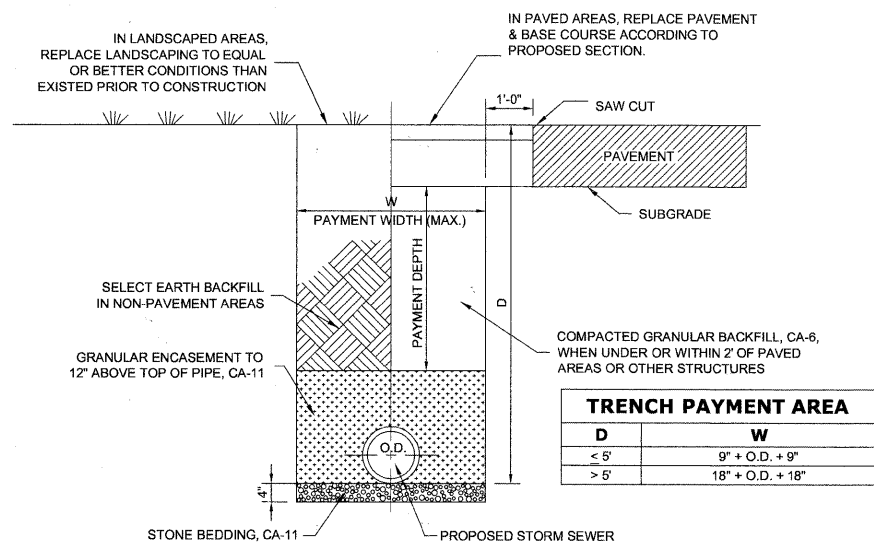 IN LANDSCAPED AREAS,
REPLACE LANDSCAPING TO EQUAL
OR BETTER CONDITIONS THAN
EXISTED PRIOR TO CONSTRUCTION
IN PAVED AREAS, REPLACE PAVEMENT
& BASE COURSE ACCORDING TO
PROPOSED SECTION.
1'-0"
SAW CUT
PAVEMENT
SUBGRADE
W
PAYMENT WIDTH (MAX.)
PAYMENT DEPTH
D
SELECT EARTH BACKFILL
IN NON-PAVEMENT AREAS
GRANULAR ENCASEMENT TO
12" ABOVE TOP OF PIPE, CA-11
COMPACTED GRANULAR BACKFILL, CA-6,
WHEN UNDER OR WITHIN 2' OF PAVED
AREAS OR OTHER STRUCTURES
O.D.
4"
STONE BEDDING, CA-11
PROPOSED STORM SEWER
TRENCH PAYMENT AREA
D W
≤ 5' 9" + O.D. + 9"
> 5' 18" + O.D. + 18"